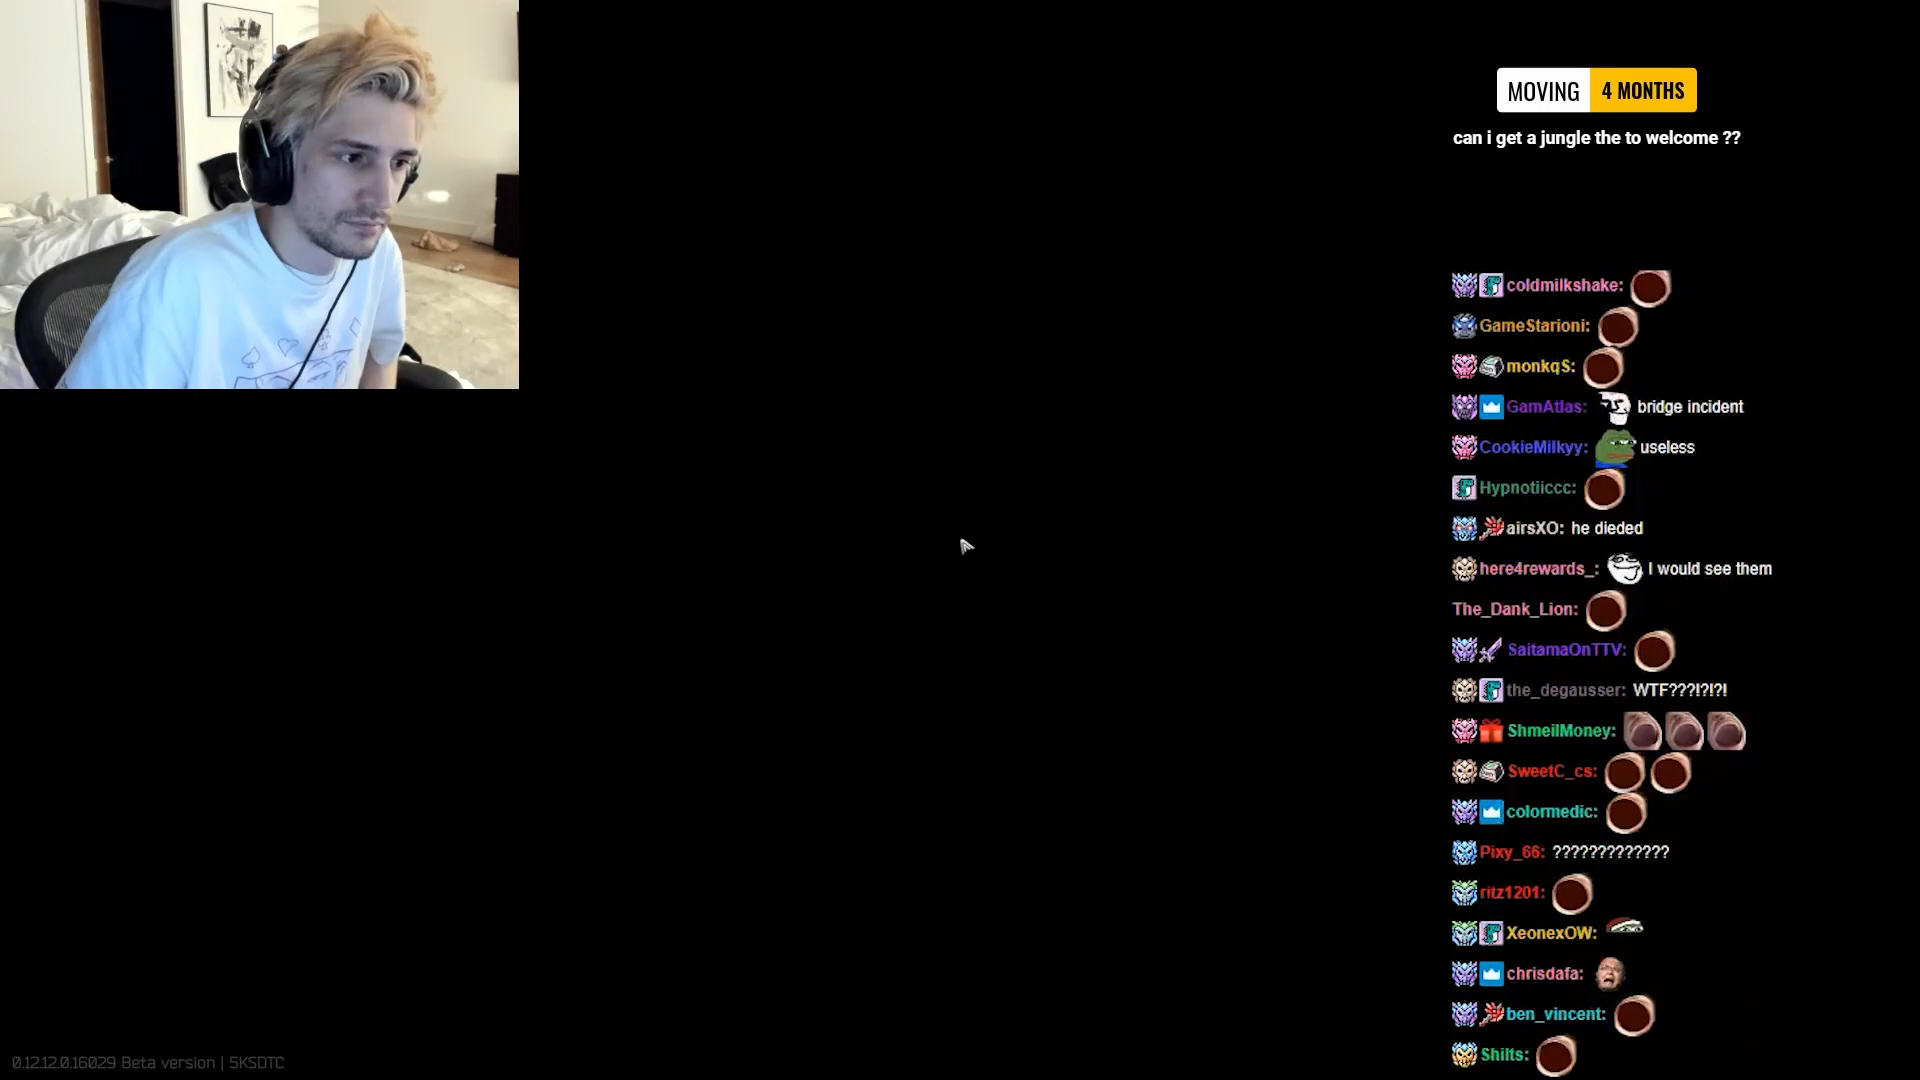 MOVING 4 MONTHS
can i get a jungle the to welcome ??
coldmilkshake:
GameStarioni:
monkqS:
GamAtlas: bridge incident
CookieMilkyy: useless
Hypnotiiccc:
airsXO: he dieded
here4rewards_: I would see them
The_Dank_Lion:
SaitamaOnTTV:
the_degausser: WTF???!?!?!
ShmeilMoney:
SweetC_cs:
colormedic:
Pixy_66: ?????????????
ritz1201:
XeonexOW:
chrisdafa:
ben_vincent:
Shilts:
0.12.12.0.16029 Beta version | 5KSDTC